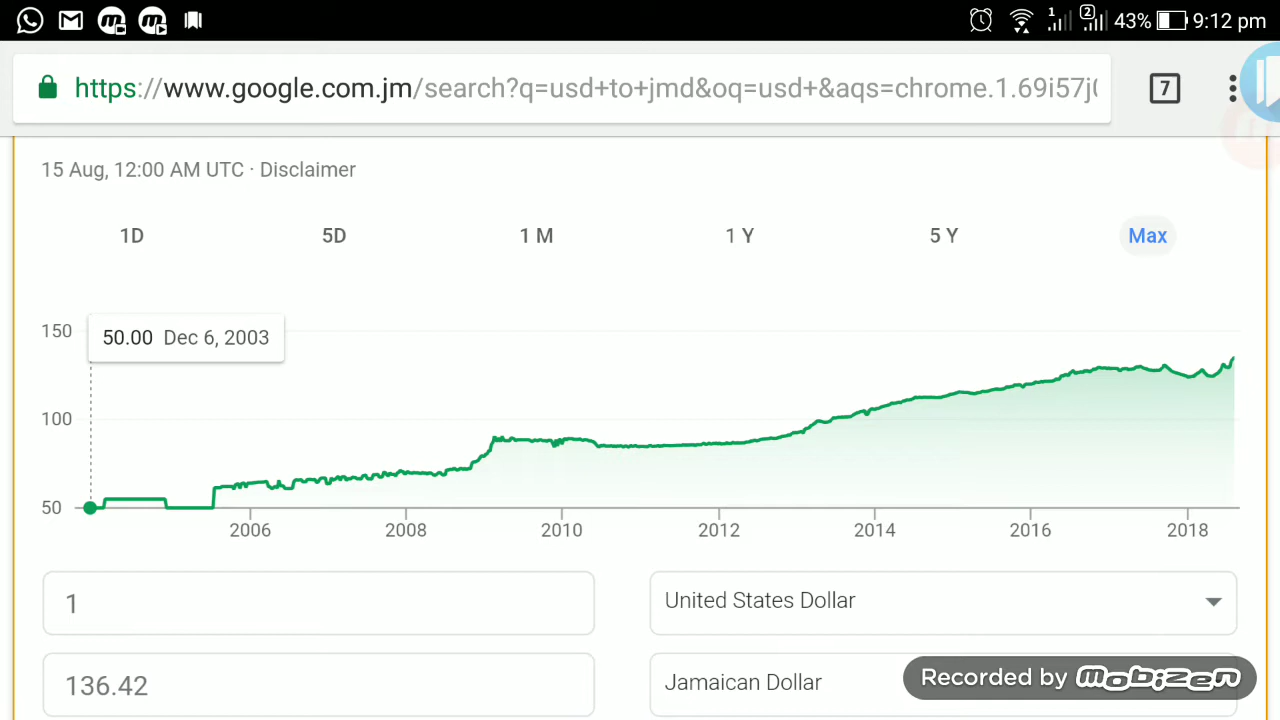 1 2 43% 9:12 pm
https://www.google.com.jm/search?q=usd+to+jmd&oq=usd+&aqs=chrome.1.69i57j0 7
15 Aug, 12:00 AM UTC · Disclaimer
1D 5D 1 M 1 Y 5 Y Max
150
50.00 Dec 6, 2003
100
50
2006 2008 2010 2012 2014 2016 2018
1 United States Dollar
136.42 Jamaican Dollar
Recorded by mobizen